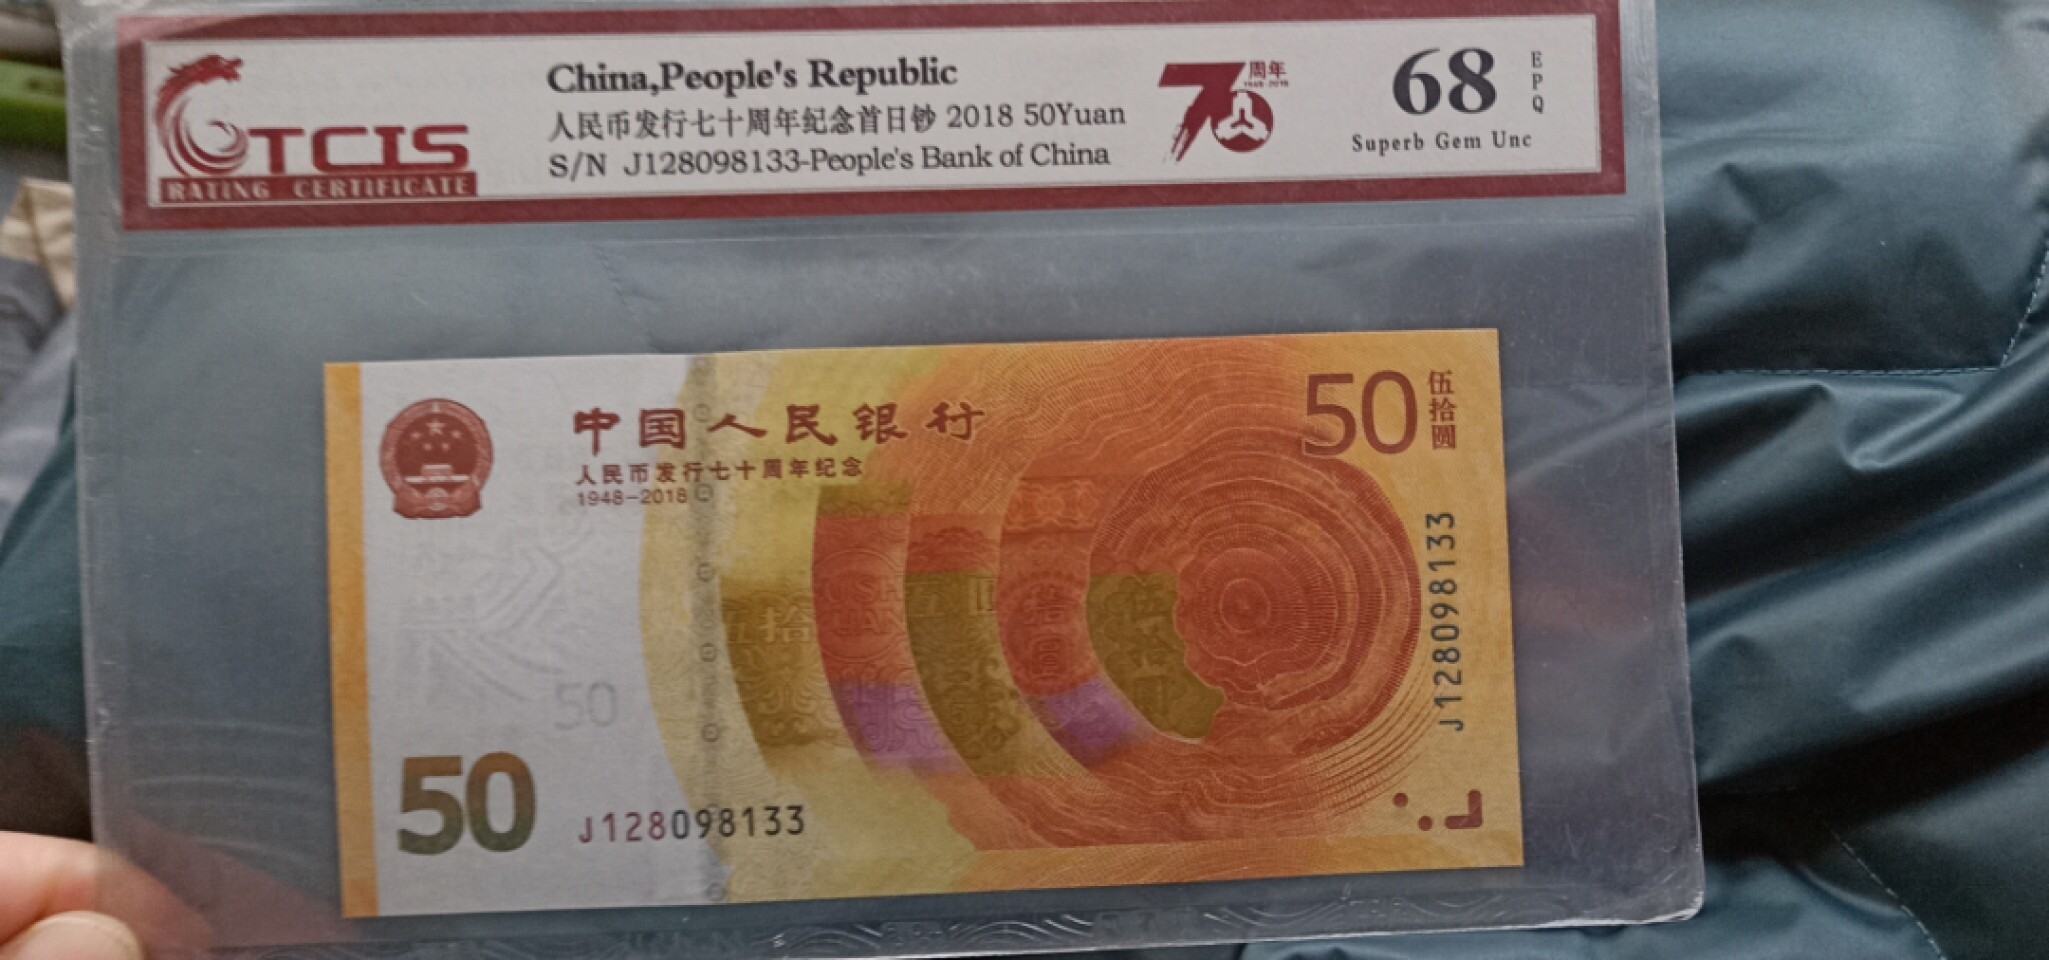 TCIS
RATING CERTIFICATE
China,People's Republic
人民币发行七十周年纪念首日钞 2018 50Yuan
S/N J128098133-People's Bank of China
70
周年
68
EPQ
Superb Gem Unc
中国人民银行
人民币发行七十周年纪念
1948-2018
50
伍拾圆
J128098133
50
50
J128098133